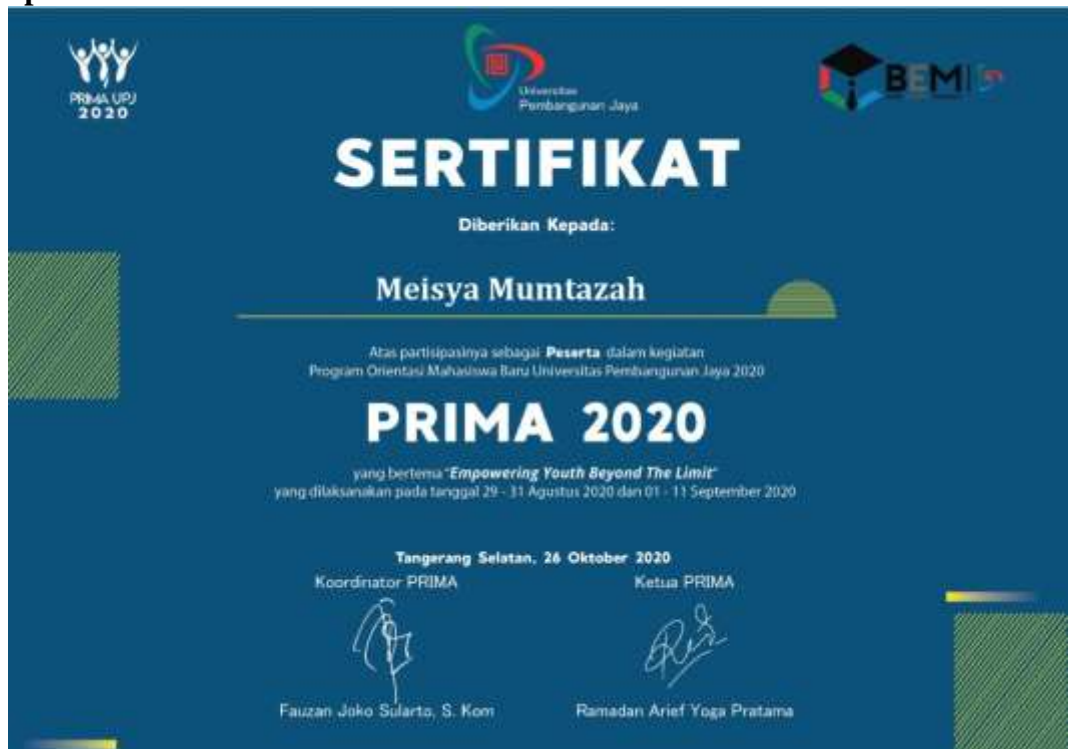 PRIMA UPJ
2020
Universitas
Pembangunan Jaya
BEM
SERTIFIKAT
Diberikan Kepada:
Meisya Mumtazah
Atas partisipasinya sebagai Peserta dalam kegiatan
Program Orientasi Mahasiswa Baru Universitas Pembangunan Jaya 2020
PRIMA 2020
yang bertema "Empowering Youth Beyond The Limit"
yang dilaksanakan pada tanggal 29 - 31 Agustus 2020 dan 01 - 11 September 2020
Tangerang Selatan, 26 Oktober 2020
Koordinator PRIMA
Ketua PRIMA
Fauzan Joko Sularto, S. Kom
Ramadan Arief Yoga Pratama